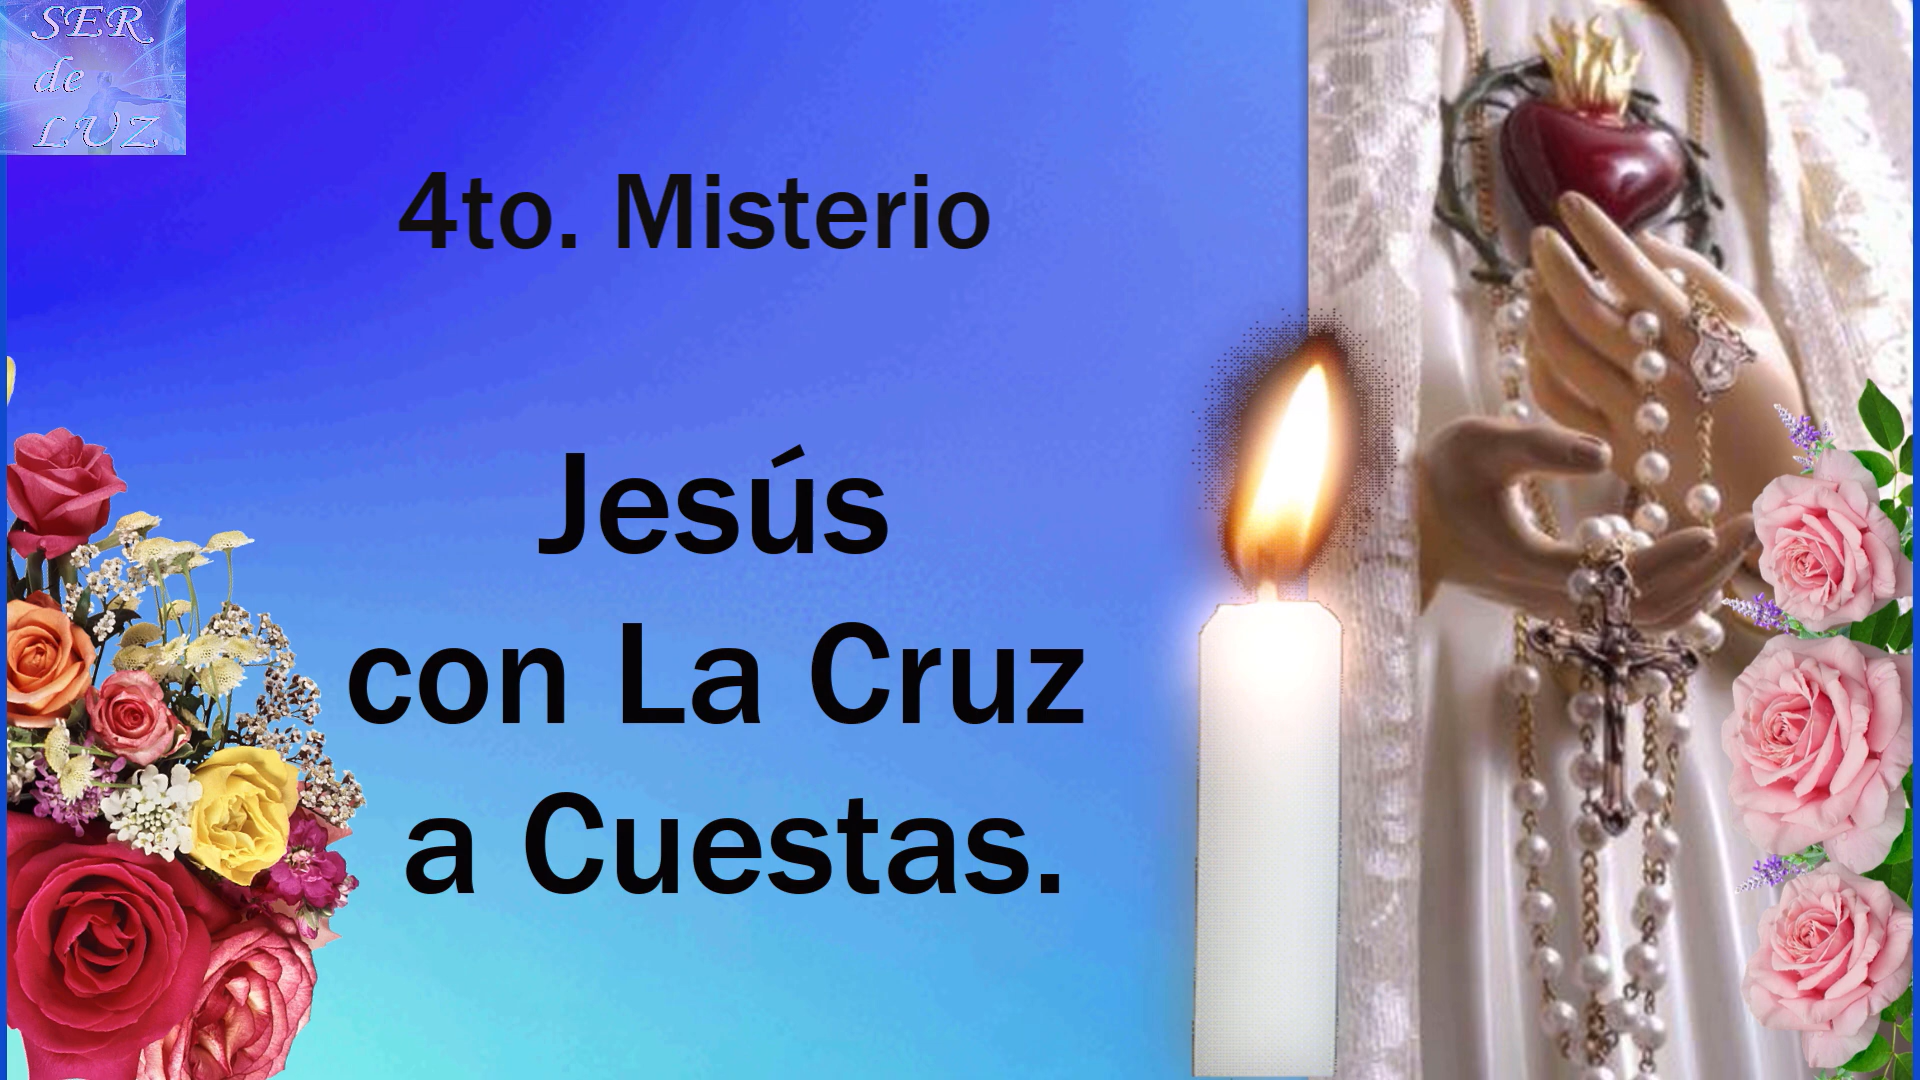 SER
de
LUZ
4to. Misterio
Jesús
con La Cruz
a Cuestas.